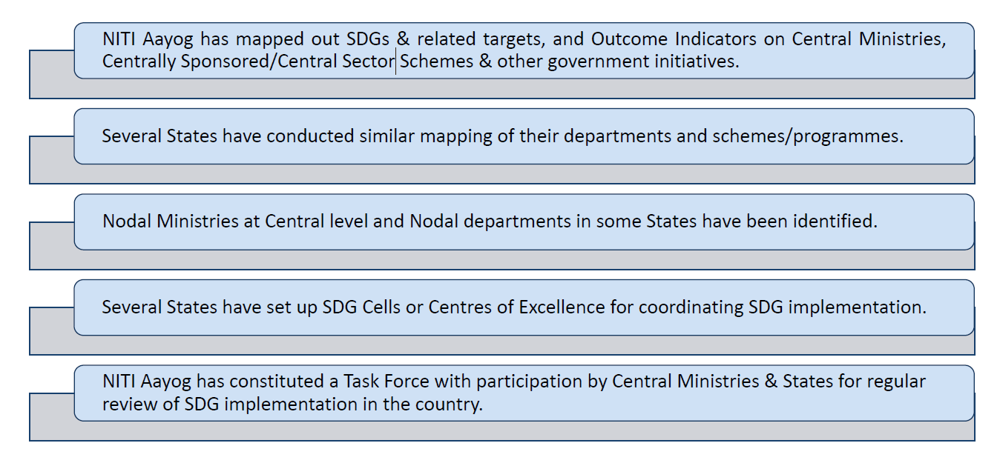 NITI Aayog has mapped out SDGs & related targets, and Outcome Indicators on Central Ministries,
Centrally Sponsored/Central Sector Schemes & other government initiatives.
Several States have conducted similar mapping of their departments and schemes/programmes.
Nodal Ministries at Central level and Nodal departments in some States have been identified.
Several States have set up SDG Cells or Centres of Excellence for coordinating SDG implementation.
NITI Aayog has constituted a Task Force with participation by Central Ministries & States for regular
review of SDG implementation in the country.